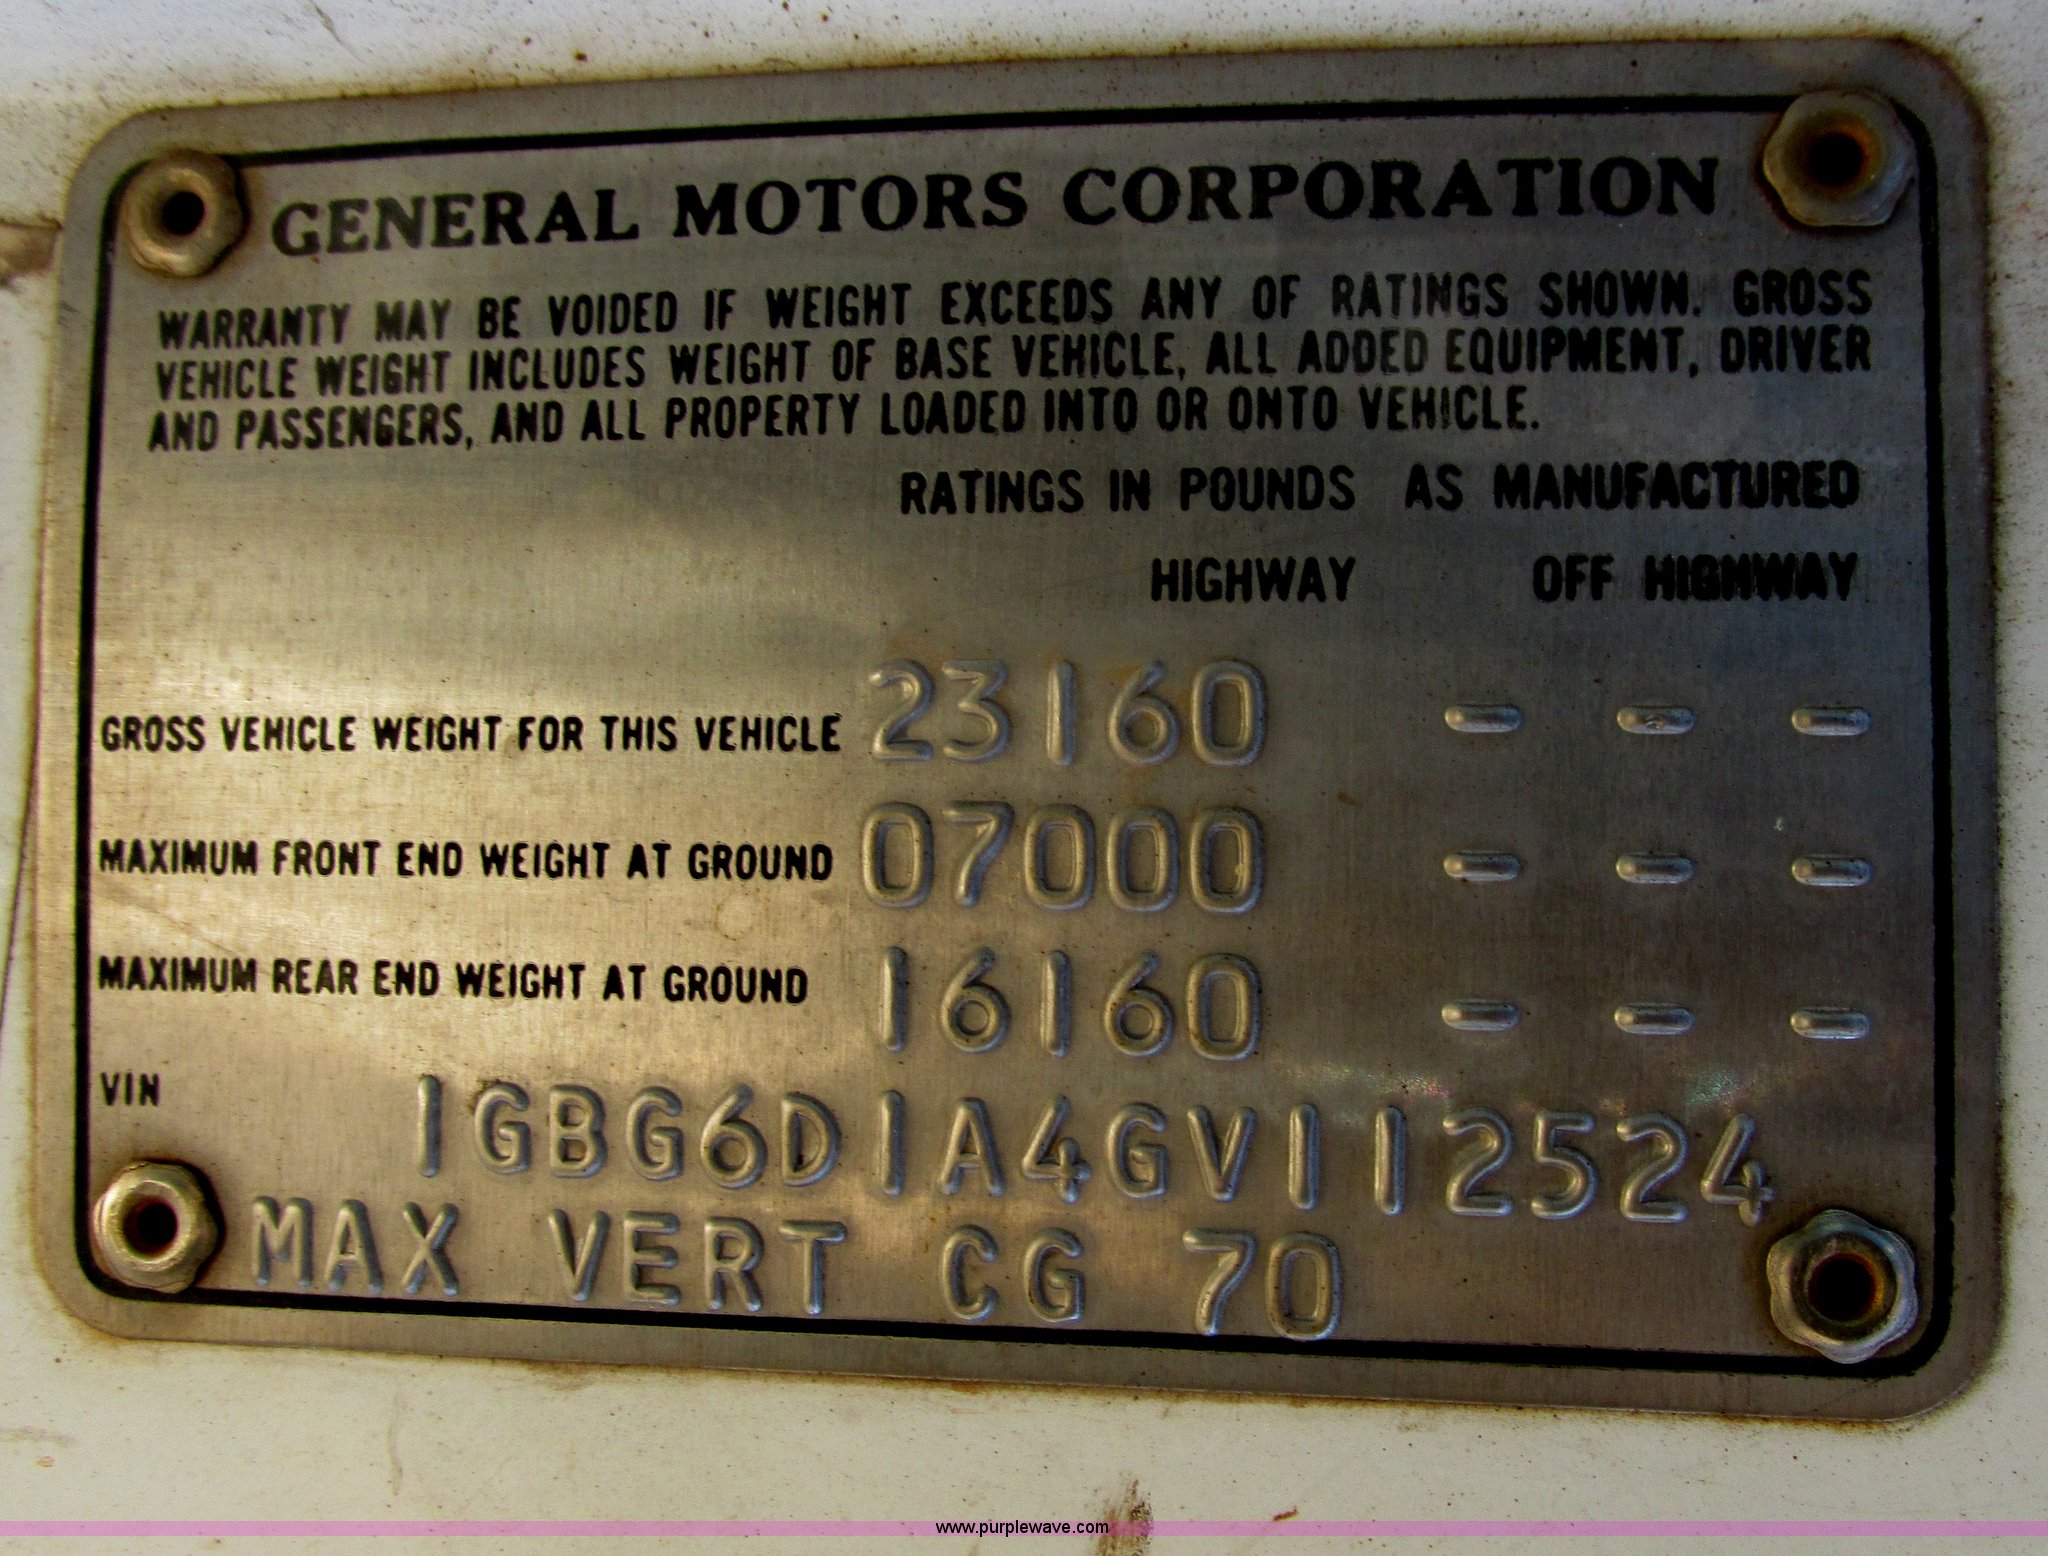 GENERAL MOTORS CORPORATION
WARRANTY MAY BE VOIDED IF WEIGHT EXCEEDS ANY OF RATINGS SHOWN. GROSS
VEHICLE WEIGHT INCLUDES WEIGHT OF BASE VEHICLE, ALL ADDED EQUIPMENT, DRIVER
AND PASSENGERS, AND ALL PROPERTY LOADED INTO OR ONTO VEHICLE.
RATINGS IN POUNDS AS MANUFACTURED
HIGHWAY OFF HIGHWAY
GROSS VEHICLE WEIGHT FOR THIS VEHICLE 23160 - - -
MAXIMUM FRONT END WEIGHT AT GROUND 07000 - - -
MAXIMUM REAR END WEIGHT AT GROUND 16160 - - -
VIN 1GBG6D1A4GV112524
MAX VERT CG 70
www.purplewave.com